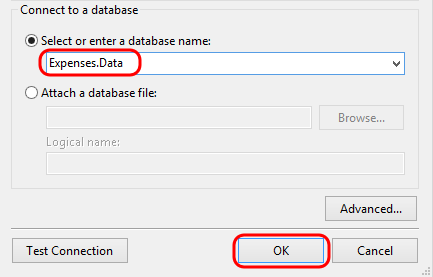 Connect to a database
Select or enter a database name:
Expenses.Data
Attach a database file:
Browse...
Logical name:
Advanced...
Test Connection OK Cancel